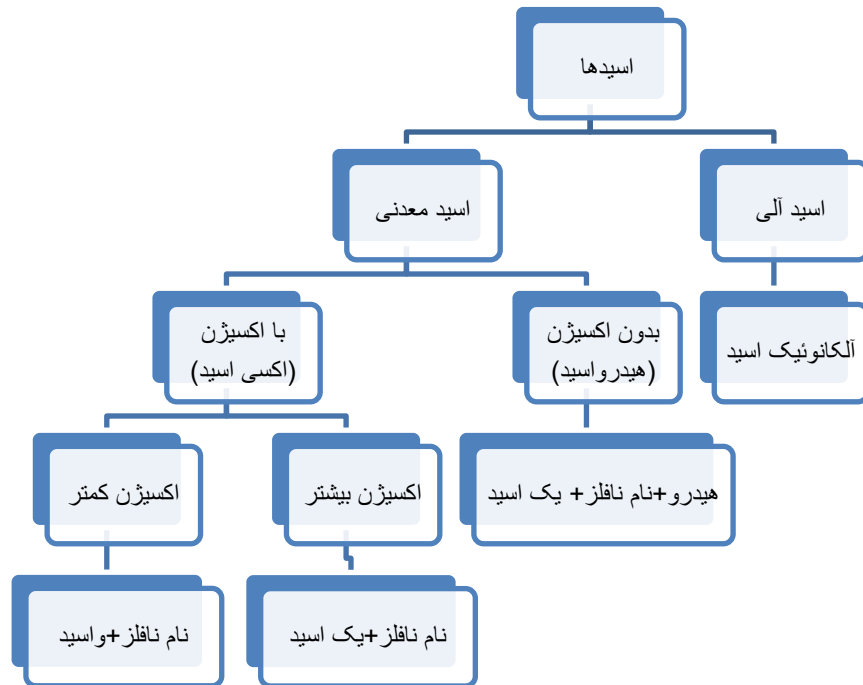 اسیدها
اسید آلی
اسید معدنی
آلکانوئیک اسید
بدون اکسیژن
(هیدرواسید)
با اکسیژن
(اکسی اسید)
هیدرو+نام نافلز+ یک اسید
اکسیژن بیشتر
اکسیژن کمتر
نام نافلز+یک اسید
نام نافلز+واسید